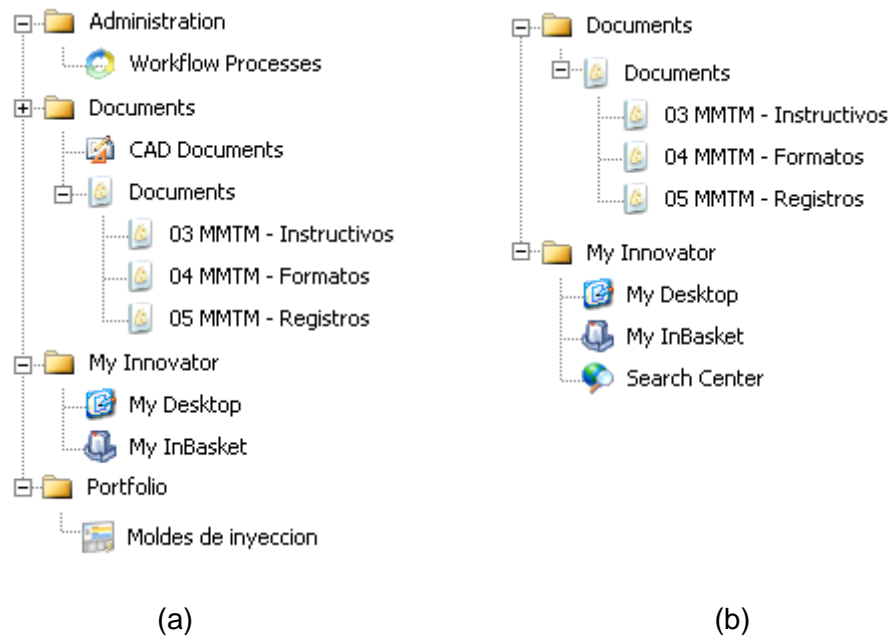 Administration
Workflow Processes
Documents
CAD Documents
Documents
03 MMTM - Instructivos
04 MMTM - Formatos
05 MMTM - Registros
My Innovator
My Desktop
My InBasket
Portfolio
Moldes de inyeccion
(a)
Documents
Documents
03 MMTM - Instructivos
04 MMTM - Formatos
05 MMTM - Registros
My Innovator
My Desktop
My InBasket
Search Center
(b)